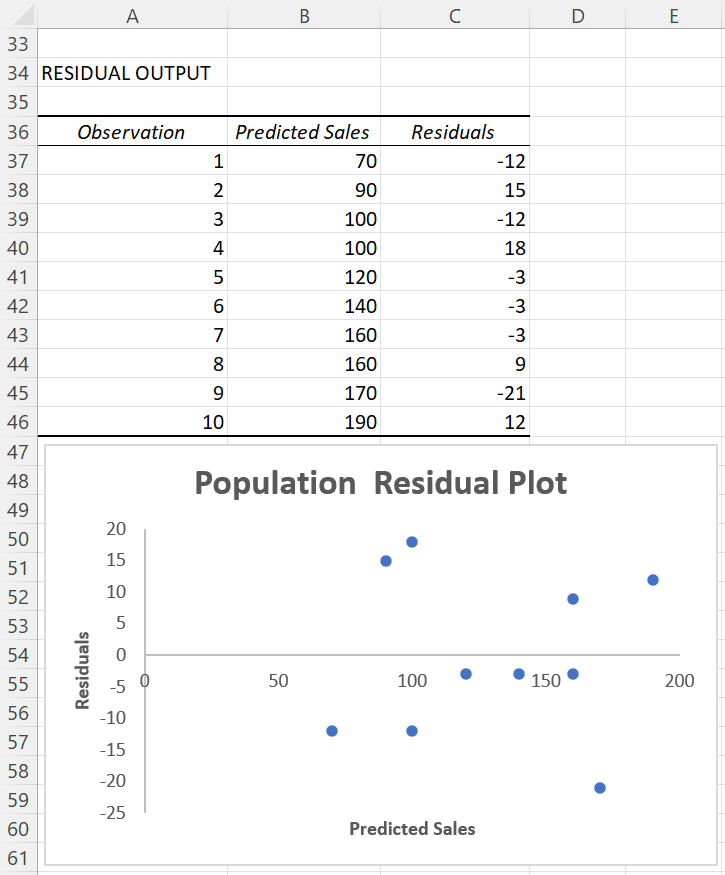 A B C D E
33
34 RESIDUAL OUTPUT
35
36 Observation Predicted Sales Residuals
37 1 70 -12
38 2 90 15
39 3 100 -12
40 4 100 18
41 5 120 -3
42 6 140 -3
43 7 160 -3
44 8 160 9
45 9 170 -21
46 10 190 12
47
48 Population  Residual Plot
49
50 20
51 15
52 10
53 5
54 0
55 -5 0 50 100 150 200
56 -10
57 -15
58 -20
59 -25
60 Predicted Sales
61
Residuals